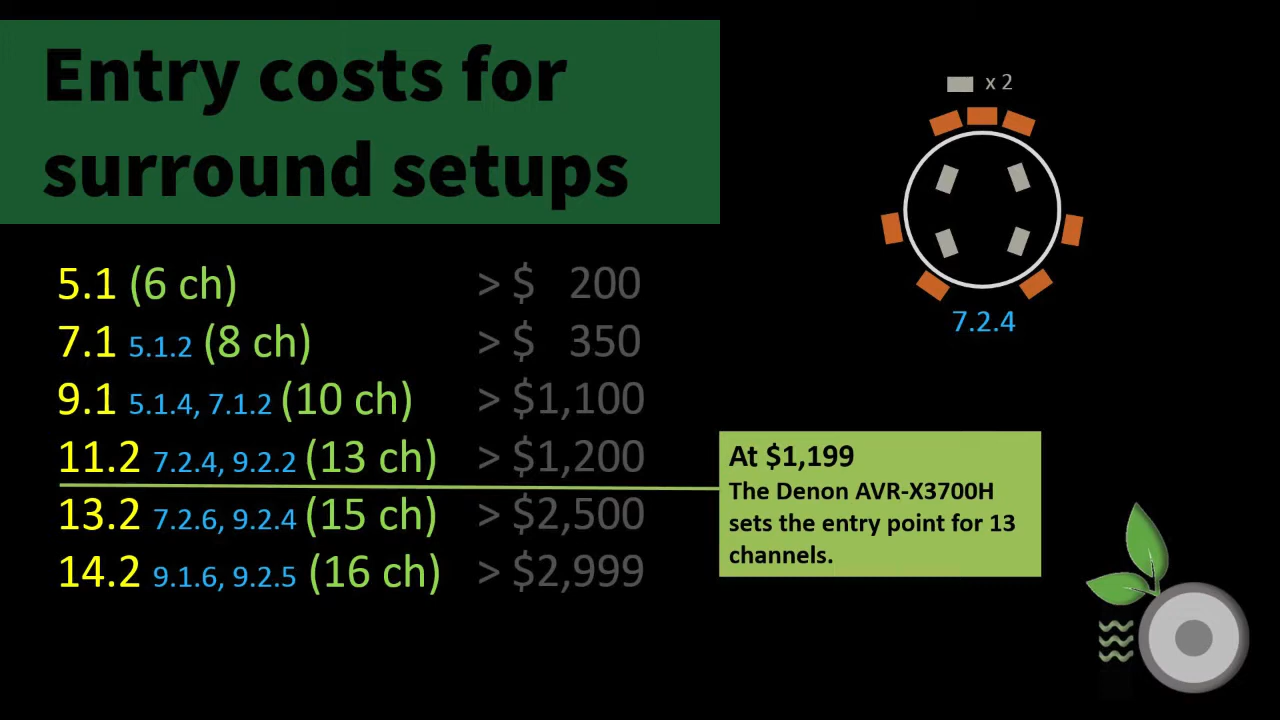 Entry costs for
surround setups
x 2
7.2.4
5.1 (6 ch) > $ 200
7.1 5.1.2 (8 ch) > $ 350
9.1 5.1.4, 7.1.2 (10 ch) > $1,100
11.2 7.2.4, 9.2.2 (13 ch) > $1,200
13.2 7.2.6, 9.2.4 (15 ch) > $2,500
14.2 9.1.6, 9.2.5 (16 ch) > $2,999
At $1,199
The Denon AVR-X3700H
sets the entry point for 13
channels.